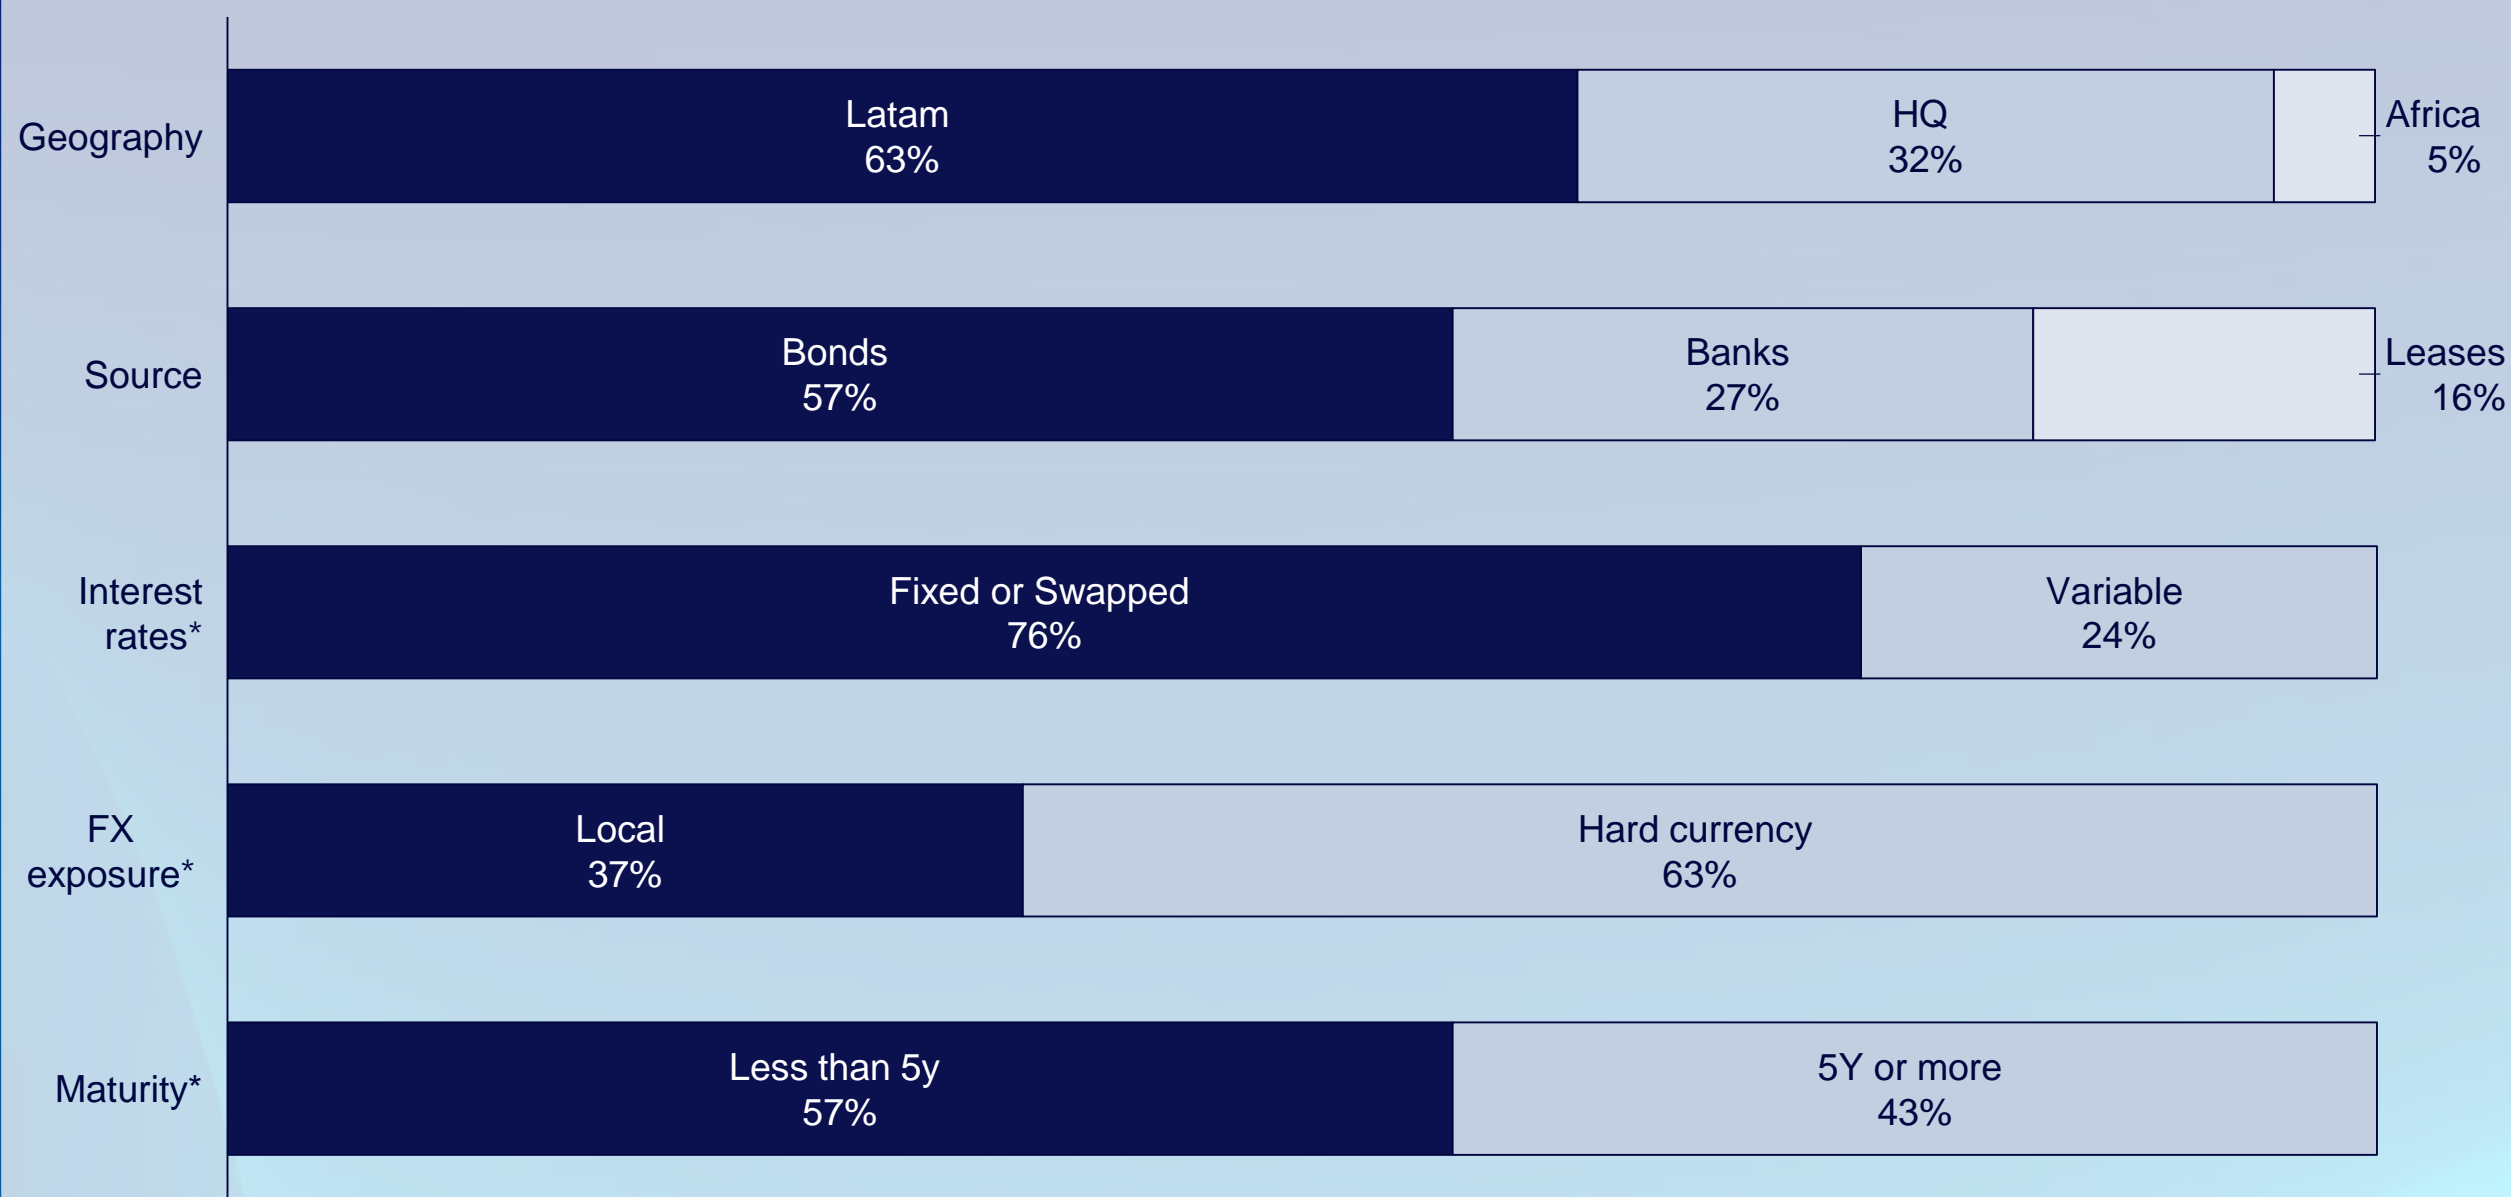 Geography
Latam
63%
HQ
32%
Africa
5%
Source
Bonds
57%
Banks
27%
Leases
16%
Interest
rates*
Fixed or Swapped
76%
Variable
24%
FX
exposure*
Local
37%
Hard currency
63%
Maturity*
Less than 5y
57%
5Y or more
43%